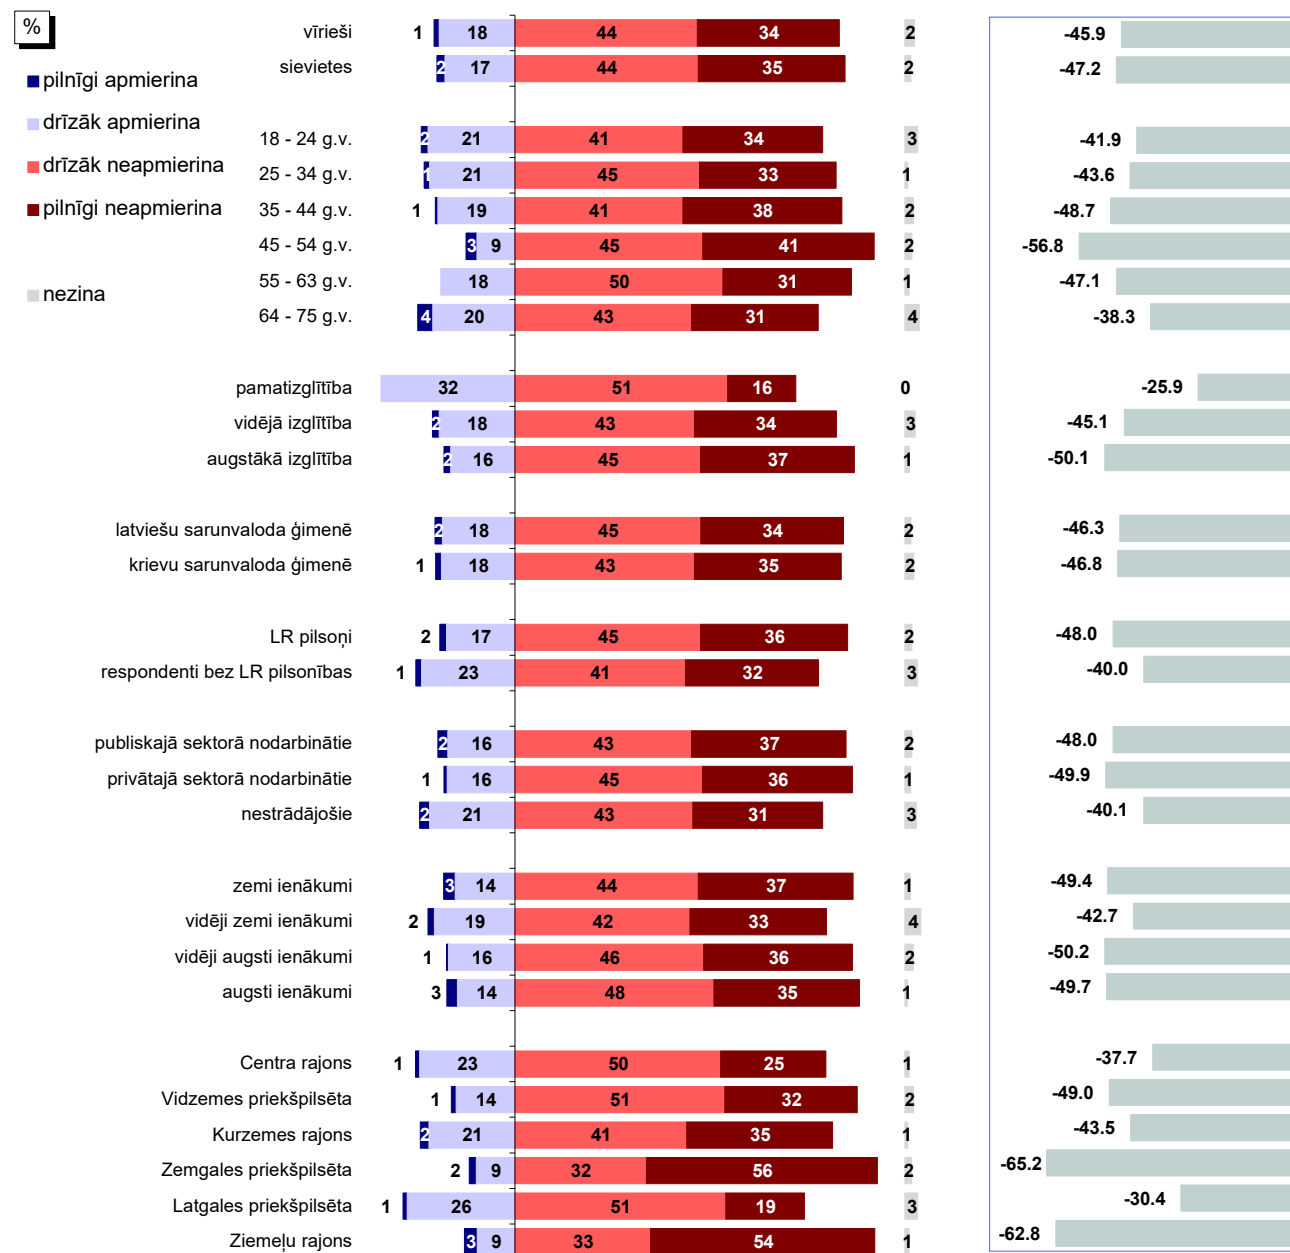 %
pilnīgi apmierina
drīzāk apmierina
drīzāk neapmierina
pilnīgi neapmierina
nezina
vīrieši 1 18 44 34 2 -45.9
sievietes 2 17 44 35 2 -47.2
18 - 24 g.v. 2 21 41 34 3 -41.9
25 - 34 g.v. 1 21 45 33 1 -43.6
35 - 44 g.v. 1 19 41 38 2 -48.7
45 - 54 g.v. 3 9 45 41 2 -56.8
55 - 63 g.v. 18 50 31 1 -47.1
64 - 75 g.v. 4 20 43 31 4 -38.3
pamatizglītība 32 51 16 0 -25.9
vidējā izglītība 2 18 43 34 3 -45.1
augstākā izglītība 2 16 45 37 1 -50.1
latviešu sarunvaloda ģimenē 2 18 45 34 2 -46.3
krievu sarunvaloda ģimenē 1 18 43 35 2 -46.8
LR pilsoņi 2 17 45 36 2 -48.0
respondenti bez LR pilsonības 1 23 41 32 3 -40.0
publiskajā sektorā nodarbinātie 2 16 43 37 2 -48.0
privātajā sektorā nodarbinātie 1 16 45 36 1 -49.9
nestrādājošie 2 21 43 31 3 -40.1
zemi ienākumi 3 14 44 37 1 -49.4
vidēji zemi ienākumi 2 19 42 33 4 -42.7
vidēji augsti ienākumi 1 16 46 36 2 -50.2
augsti ienākumi 3 14 48 35 1 -49.7
Centra rajons 1 23 50 25 1 -37.7
Vidzemes priekšpilsēta 1 14 51 32 2 -49.0
Kurzemes rajons 2 21 41 35 1 -43.5
Zemgales priekšpilsēta 2 9 32 56 2 -65.2
Latgales priekšpilsēta 1 26 51 19 3 -30.4
Ziemeļu rajons 3 9 33 54 1 -62.8